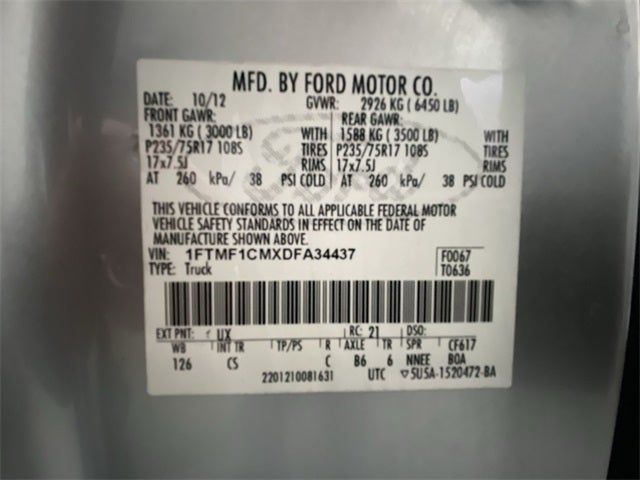 MFD. BY FORD MOTOR CO.
DATE: 10/12 GVWR: 2926 KG ( 6450 LB)
FRONT GAWR: REAR GAWR:
1361 KG ( 3000 LB) WITH 1588 KG ( 3500 LB) WITH
P235/75R17 108S TIRES P235/75R17 108S TIRES
17x7.5J RIMS 17x7.5J RIMS
AT 260 kPa/ 38 PSI COLD AT 260 kPa/ 38 PSI COLD
THIS VEHICLE CONFORMS TO ALL APPLICABLE FEDERAL MOTOR
VEHICLE SAFETY STANDARDS IN EFFECT ON THE DATE OF
MANUFACTURE SHOWN ABOVE.
VIN: 1FTMF1CMXDFA34437 F0067
TYPE: Truck T0636
EXT PNT: UX RC: 21 DSO:
WB INT TR TP/PS R AXLE TR SPR CF617
126 CS C B6 6 NNEE BOA
2201210081631 UTC ▽5U5A-1520472-BA